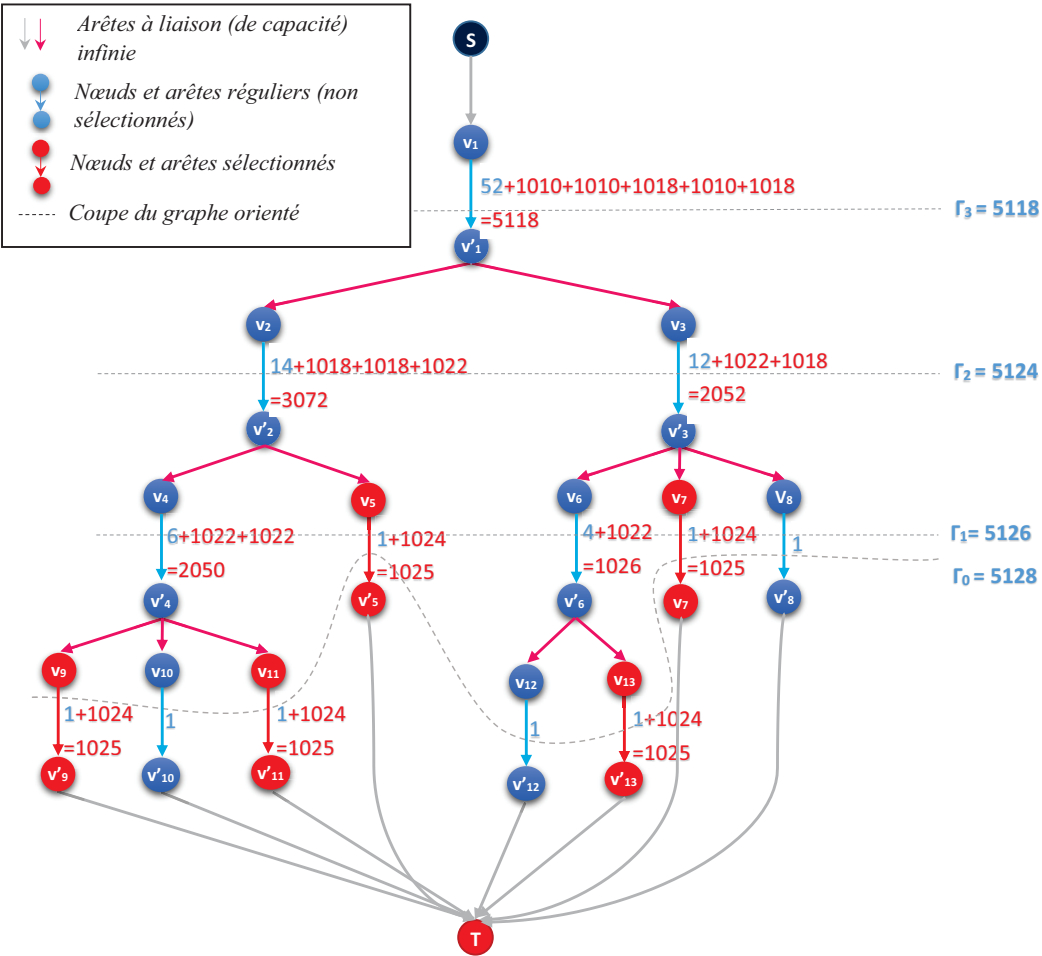 Arêtes à liaison (de capacité)
infinie
Nœuds et arêtes réguliers (non
sélectionnés)
Nœuds et arêtes sélectionnés
Coupe du graphe orienté
S
v1
52+1010+1010+1018+1010+1018
=5118
Γ3 = 5118
v'1
v2
v3
14+1018+1018+1022
=3072
12+1022+1018
=2052
Γ2 = 5124
v'2
v'3
v4
v5
v6
v7
V8
6+1022+1022
=2050
1+1024
=1025
4+1022
=1026
1+1024
=1025
1
Γ1 = 5126
Γ0 = 5128
v'4
v'5
v'6
v7
v'8
v9
v10
v11
v12
v13
1+1024
=1025
1
1+1024
=1025
1
1+1024
=1025
v'9
v'10
v'11
v'12
v'13
T